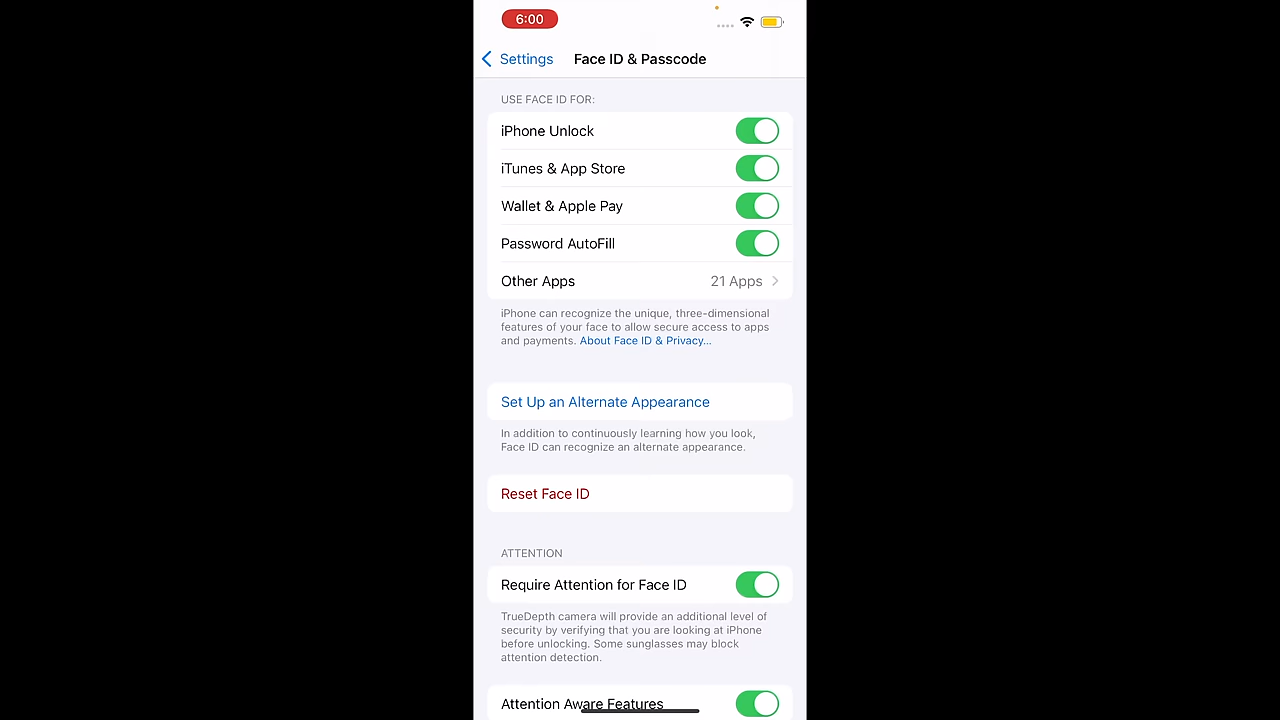 6:00
Settings
Face ID & Passcode
USE FACE ID FOR:
iPhone Unlock
iTunes & App Store
Wallet & Apple Pay
Password AutoFill
Other Apps 21 Apps
iPhone can recognize the unique, three-dimensional
features of your face to allow secure access to apps
and payments. About Face ID & Privacy...
Set Up an Alternate Appearance
In addition to continuously learning how you look,
Face ID can recognize an alternate appearance.
Reset Face ID
ATTENTION
Require Attention for Face ID
TrueDepth camera will provide an additional level of
security by verifying that you are looking at iPhone
before unlocking. Some sunglasses may block
attention detection.
Attention Aware Features